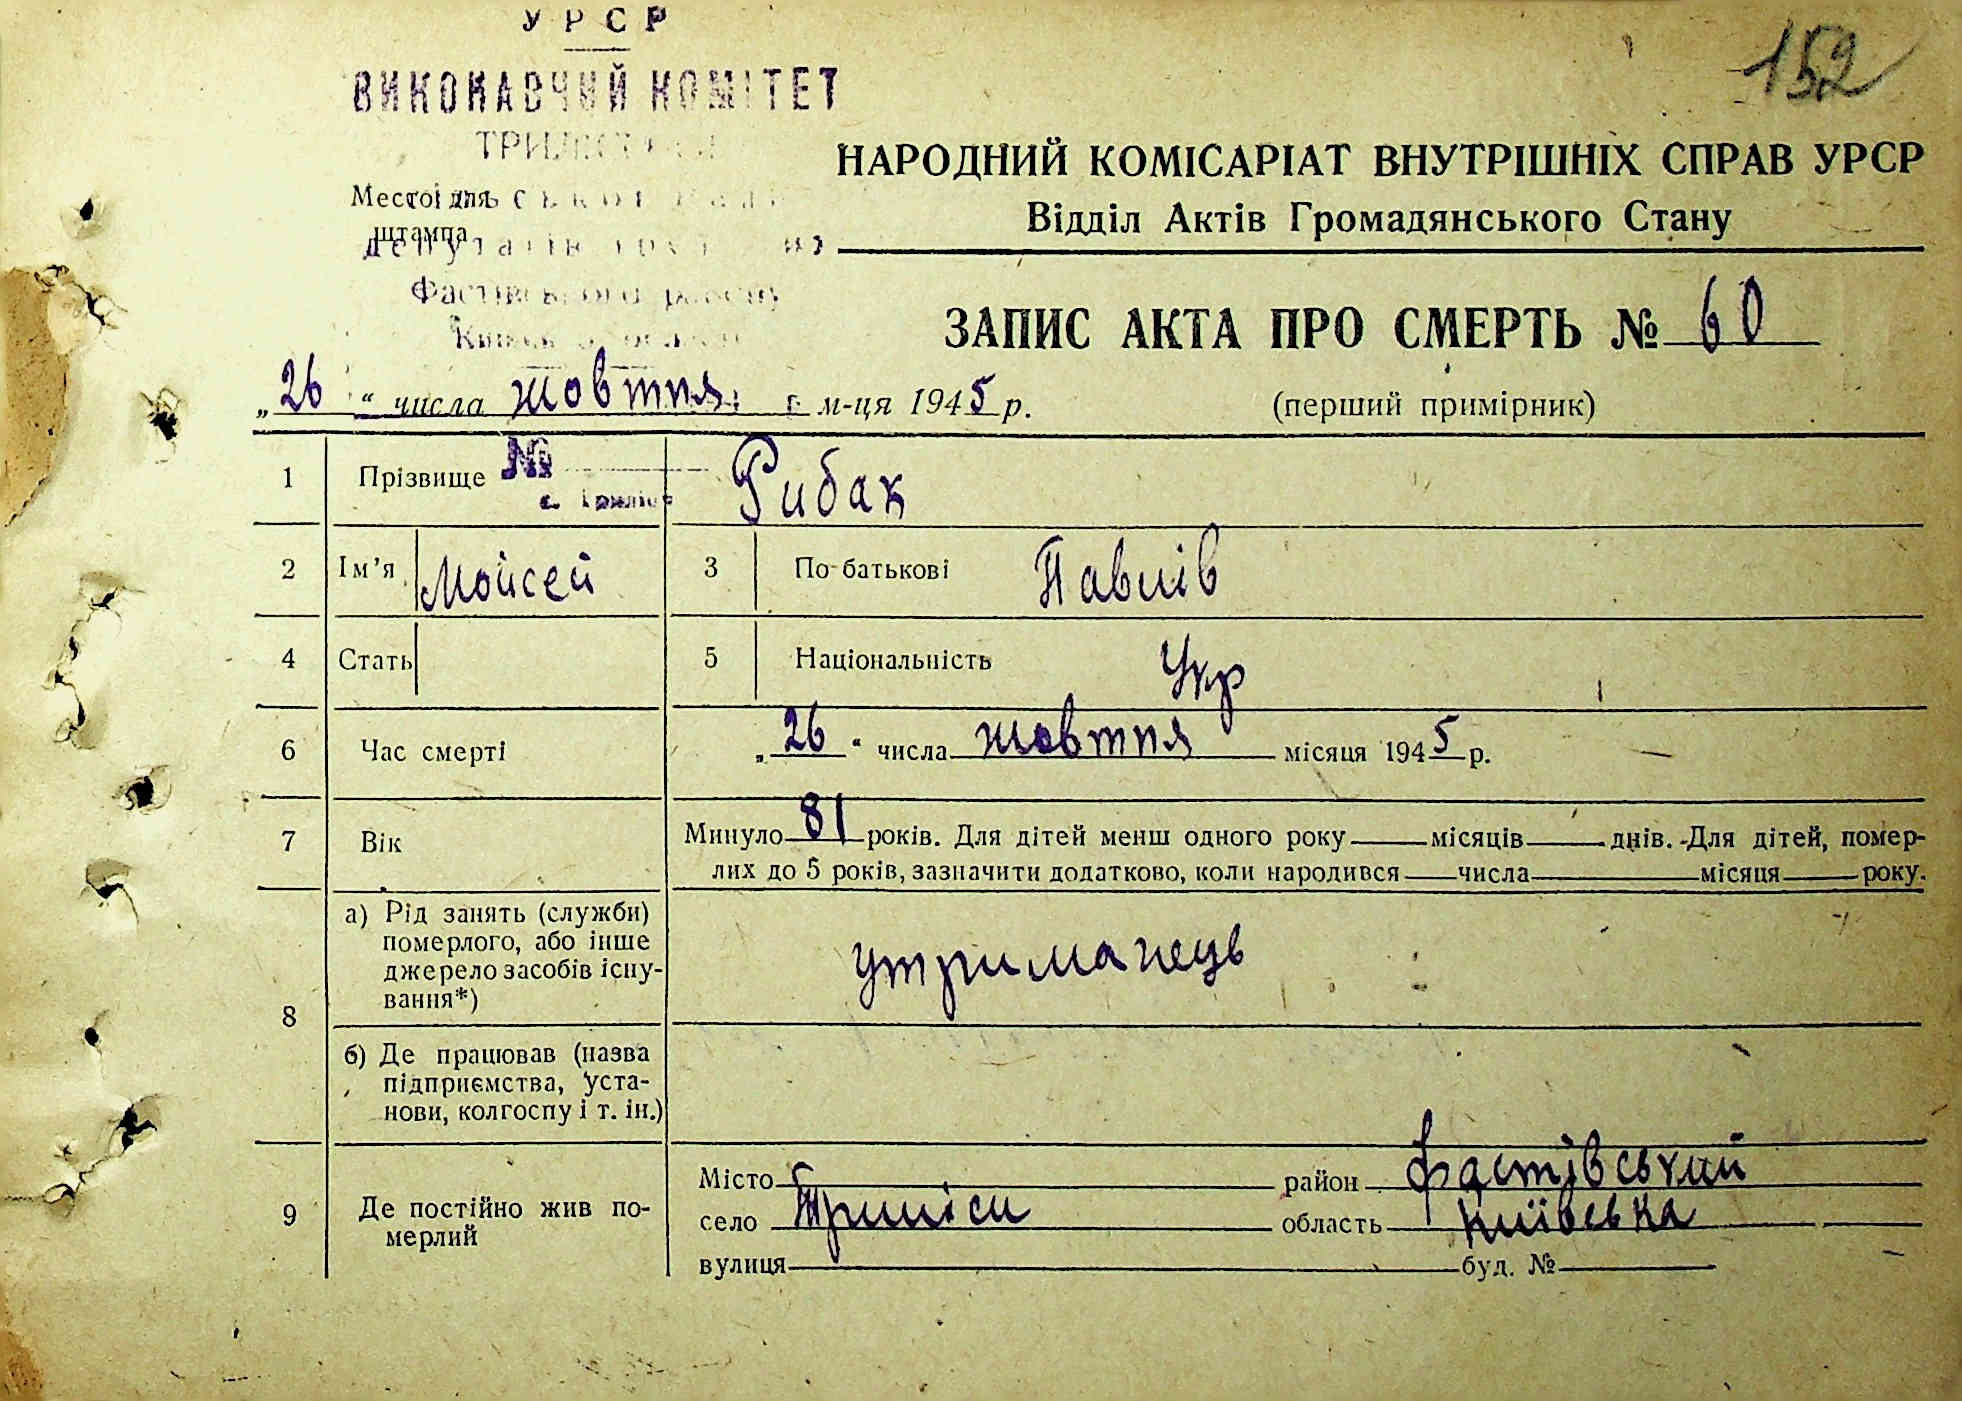 УРСР
152
ВИКОНАВЧИЙ КОМІТЕТ
НАРОДНИЙ КОМІСАРІАТ ВНУТРІШНІХ СПРАВ УРСР
Место для
штампа
депутатів
Відділ Актів Громадянського Стану
Фастівського району
ЗАПИС АКТА ПРО СМЕРТЬ № 60
„26“ числа жовтня м-ця 1945 р.
(перший примірник)
1 Прізвище № Рибак
2 Ім'я Мойсей 3 По-батькові Павлів
4 Стать 5 Національність Укр
6 Час смерті „26“ числа жовтня місяця 1945 р.
7 Вік Минуло 81 років. Для дітей менш одного року місяців днів. Для дітей, помер-
лих до 5 років, зазначити додатково, коли народився числа місяця року.
8 а) Рід занять (служби)
померлого, або інше
джерело засобів існу-
вання*)
утриманець
б) Де працював (назва
підприємства, уста-
нови, колгоспу і т. ін.)
9 Де постійно жив по-
мерлий
Місто район Фастівський
село Триліси область Київська
вулиця буд. №